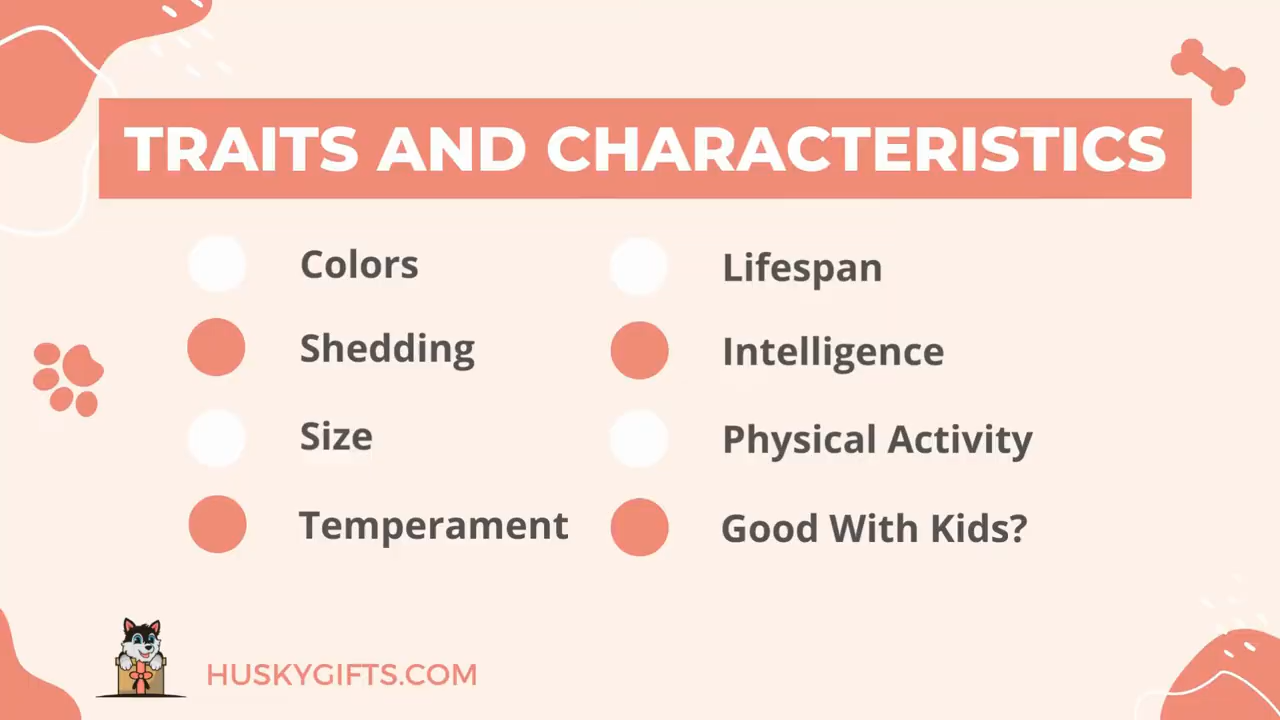 TRAITS AND CHARACTERISTICS
Colors
Shedding
Size
Temperament
Lifespan
Intelligence
Physical Activity
Good With Kids?
HUSKYGIFTS.COM